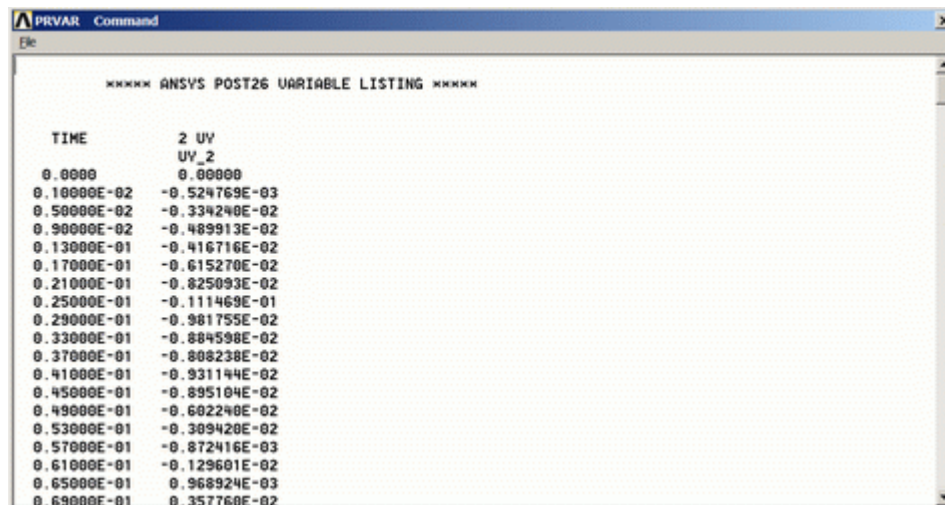 PRVAR Command
File
***** ANSYS POST26 VARIABLE LISTING *****
TIME 2 UY
UY_2
0.0000 0.00000
0.10000E-02 -0.524769E-03
0.50000E-02 -0.334240E-02
0.90000E-02 -0.489913E-02
0.13000E-01 -0.416716E-02
0.17000E-01 -0.615270E-02
0.21000E-01 -0.825093E-02
0.25000E-01 -0.111469E-01
0.29000E-01 -0.981755E-02
0.33000E-01 -0.884598E-02
0.37000E-01 -0.808238E-02
0.41000E-01 -0.931144E-02
0.45000E-01 -0.895104E-02
0.49000E-01 -0.602240E-02
0.53000E-01 -0.309420E-02
0.57000E-01 -0.872416E-03
0.61000E-01 -0.129601E-02
0.65000E-01 0.968924E-03
0.69000E-01 0.357760E-02